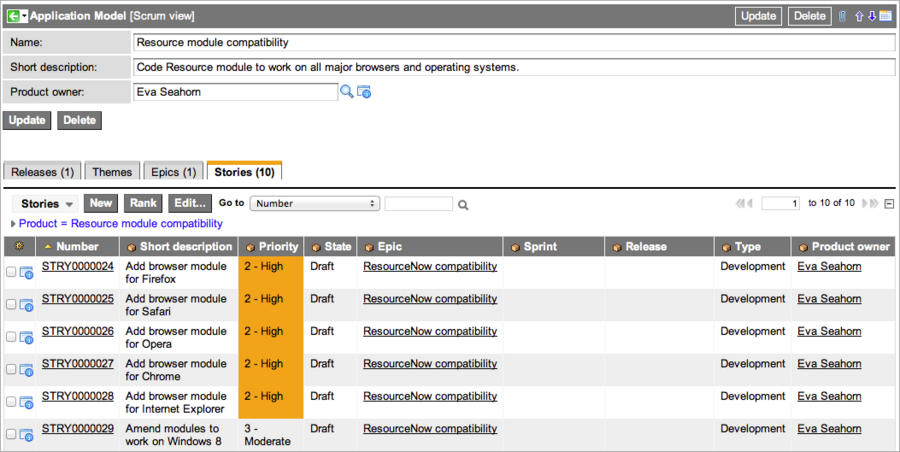 Application Model [Scrum view] Update Delete
Name: Resource module compatibility
Short description: Code Resource module to work on all major browsers and operating systems.
Product owner: Eva Seahorn
Update Delete
Releases (1) Themes Epics (1) Stories (10)
Stories New Rank Edit... Go to Number 1 to 10 of 10
Product = Resource module compatibility
Number Short description Priority State Epic Sprint Release Type Product owner
STRY0000024 Add browser module 2 - High Draft ResourceNow compatibility Development Eva Seahorn
for Firefox
STRY0000025 Add browser module 2 - High Draft ResourceNow compatibility Development Eva Seahorn
for Safari
STRY0000026 Add browser module 2 - High Draft ResourceNow compatibility Development Eva Seahorn
for Opera
STRY0000027 Add browser module 2 - High Draft ResourceNow compatibility Development Eva Seahorn
for Chrome
STRY0000028 Add browser module 2 - High Draft ResourceNow compatibility Development Eva Seahorn
for Internet Explorer
STRY0000029 Amend modules to 3 - Draft ResourceNow compatibility Development Eva Seahorn
work on Windows 8 Moderate